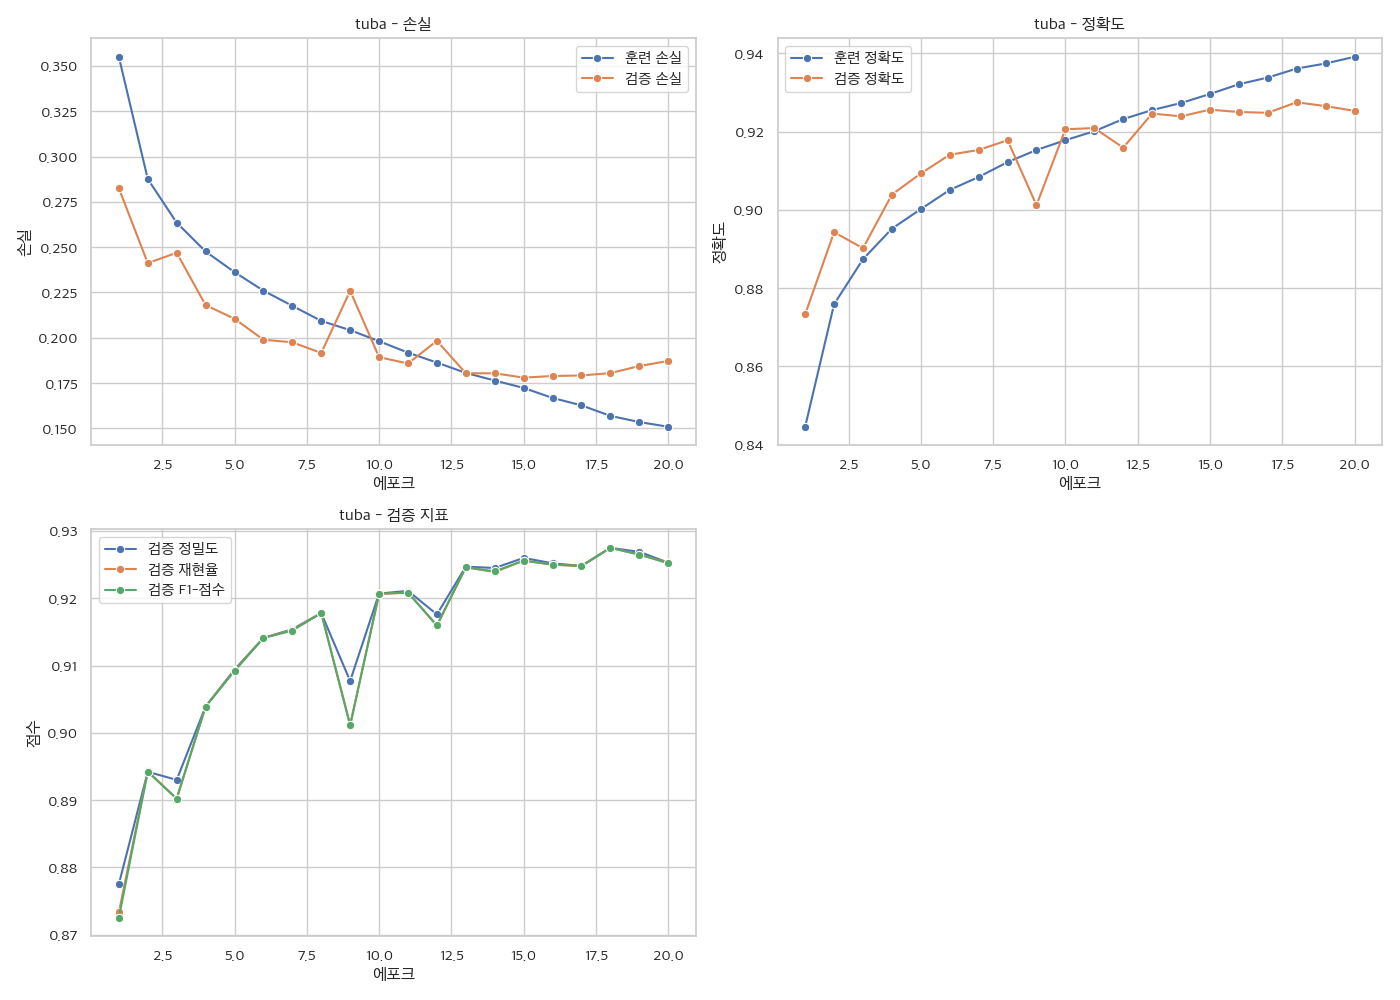 tuba - 손실
훈련 손실
검증 손실
손실
0.350
0.325
0.300
0.275
0.250
0.225
0.200
0.175
0.150
2.5 5.0 7.5 10.0 12.5 15.0 17.5 20.0
에포크
tuba - 정확도
훈련 정확도
검증 정확도
정확도
0.94
0.92
0.90
0.88
0.86
0.84
2.5 5.0 7.5 10.0 12.5 15.0 17.5 20.0
에포크
tuba - 검증 지표
검증 정밀도
검증 재현율
검증 F1-점수
점수
0.93
0.92
0.91
0.90
0.89
0.88
0.87
2.5 5.0 7.5 10.0 12.5 15.0 17.5 20.0
에포크